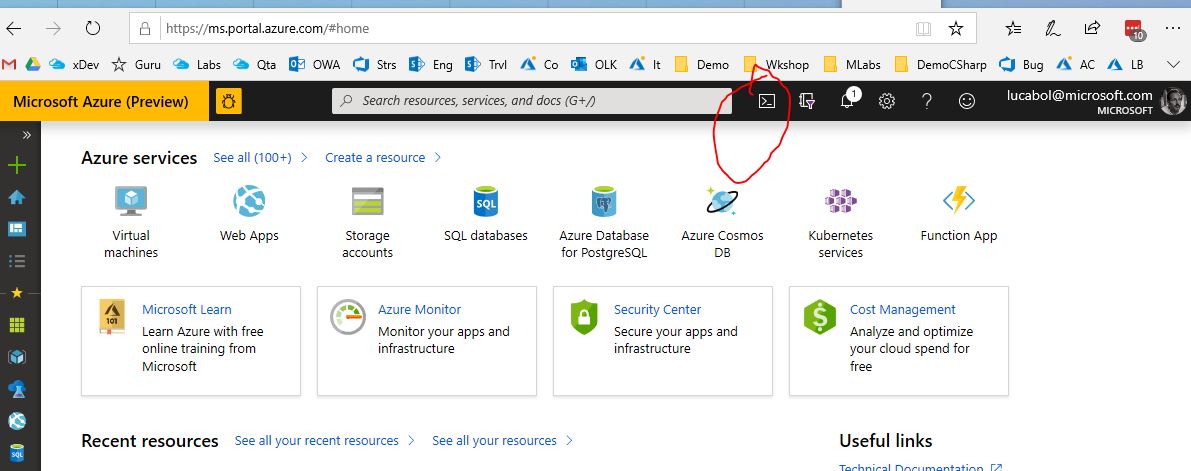 https://ms.portal.azure.com/#home
10
xDev Guru Labs Qta OWA Strs Eng Trvl Co OLK It Demo Wkshop MLabs DemoCSharp Bug AC LB
Microsoft Azure (Preview)
Search resources, services, and docs (G+/)
1
lucabol@microsoft.com
MICROSOFT
Azure services See all (100+) Create a resource
Virtual machines
Web Apps
Storage accounts
SQL
SQL databases
Azure Database for PostgreSQL
Azure Cosmos DB
Kubernetes services
Function App
101
Microsoft Learn
Learn Azure with free
online training from
Microsoft
Azure Monitor
Monitor your apps and
infrastructure
Security Center
Secure your apps and
infrastructure
Cost Management
Analyze and optimize
your cloud spend for
free
SQL
Recent resources See all your recent resources See all your resources
Useful links
Technical Documentation